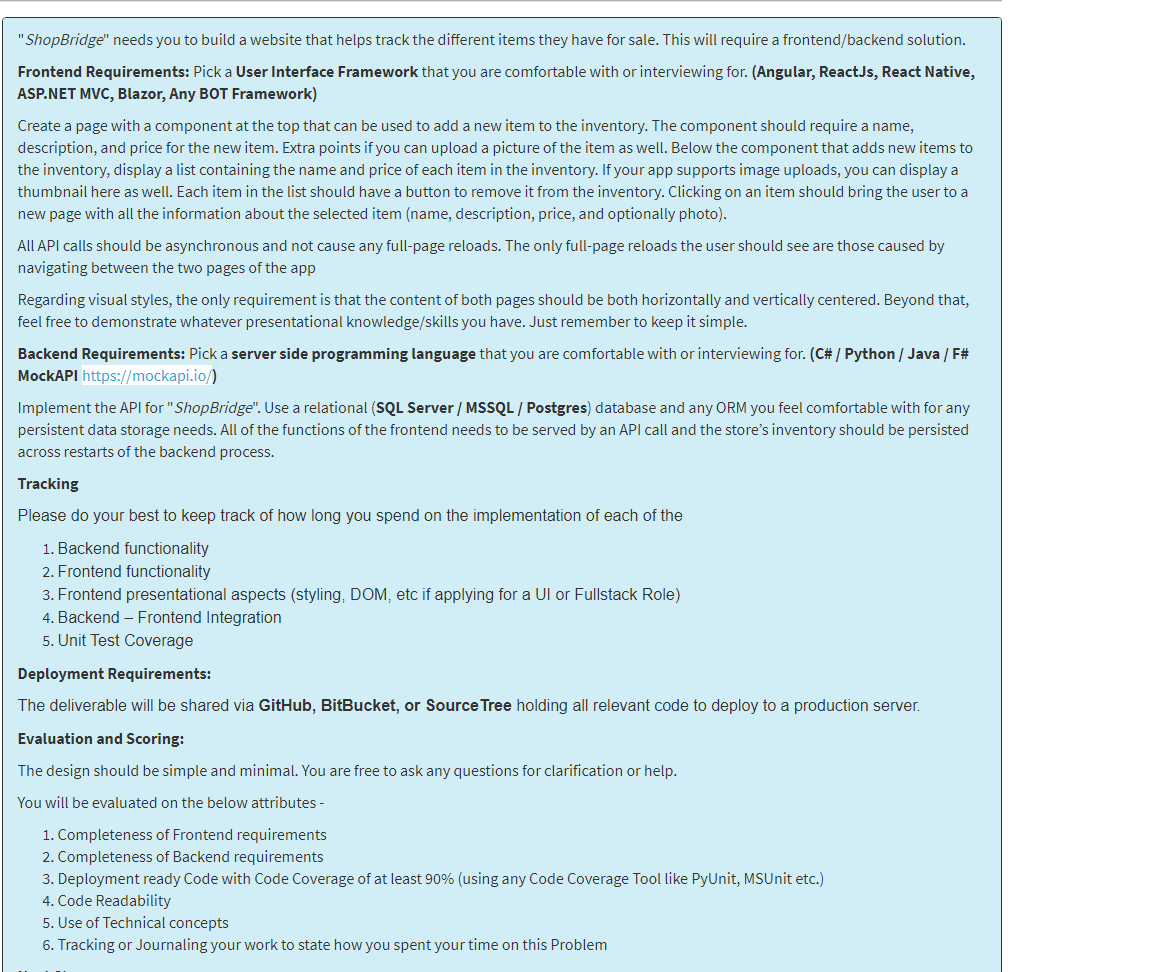 "ShopBridge" needs you to build a website that helps track the different items they have for sale. This will require a frontend/backend solution.
Frontend Requirements: Pick a User Interface Framework that you are comfortable with or interviewing for. (Angular, ReactJs, React Native,
ASP.NET MVC, Blazor, Any BOT Framework)
Create a page with a component at the top that can be used to add a new item to the inventory. The component should require a name,
description, and price for the new item. Extra points if you can upload a picture of the item as well. Below the component that adds new items to
the inventory, display a list containing the name and price of each item in the inventory. If your app supports image uploads, you can display a
thumbnail here as well. Each item in the list should have a button to remove it from the inventory. Clicking on an item should bring the user to a
new page with all the information about the selected item (name, description, price, and optionally photo).
All API calls should be asynchronous and not cause any full-page reloads. The only full-page reloads the user should see are those caused by
navigating between the two pages of the app
Regarding visual styles, the only requirement is that the content of both pages should be both horizontally and vertically centered. Beyond that,
feel free to demonstrate whatever presentational knowledge/skills you have. Just remember to keep it simple.
Backend Requirements: Pick a server side programming language that you are comfortable with or interviewing for. (C# / Python / Java / F#
MockAPI https://mockapi.io/)
Implement the API for "ShopBridge". Use a relational (SQL Server / MSSQL / Postgres) database and any ORM you feel comfortable with for any
persistent data storage needs. All of the functions of the frontend needs to be served by an API call and the store's inventory should be persisted
across restarts of the backend process.
Tracking
Please do your best to keep track of how long you spend on the implementation of each of the
1. Backend functionality
2. Frontend functionality
3. Frontend presentational aspects (styling, DOM, etc if applying for a UI or Fullstack Role)
4. Backend – Frontend Integration
5. Unit Test Coverage
Deployment Requirements:
The deliverable will be shared via GitHub, BitBucket, or SourceTree holding all relevant code to deploy to a production server.
Evaluation and Scoring:
The design should be simple and minimal. You are free to ask any questions for clarification or help.
You will be evaluated on the below attributes -
1. Completeness of Frontend requirements
2. Completeness of Backend requirements
3. Deployment ready Code with Code Coverage of at least 90% (using any Code Coverage Tool like PyUnit, MSUnit etc.)
4. Code Readability
5. Use of Technical concepts
6. Tracking or Journaling your work to state how you spent your time on this Problem